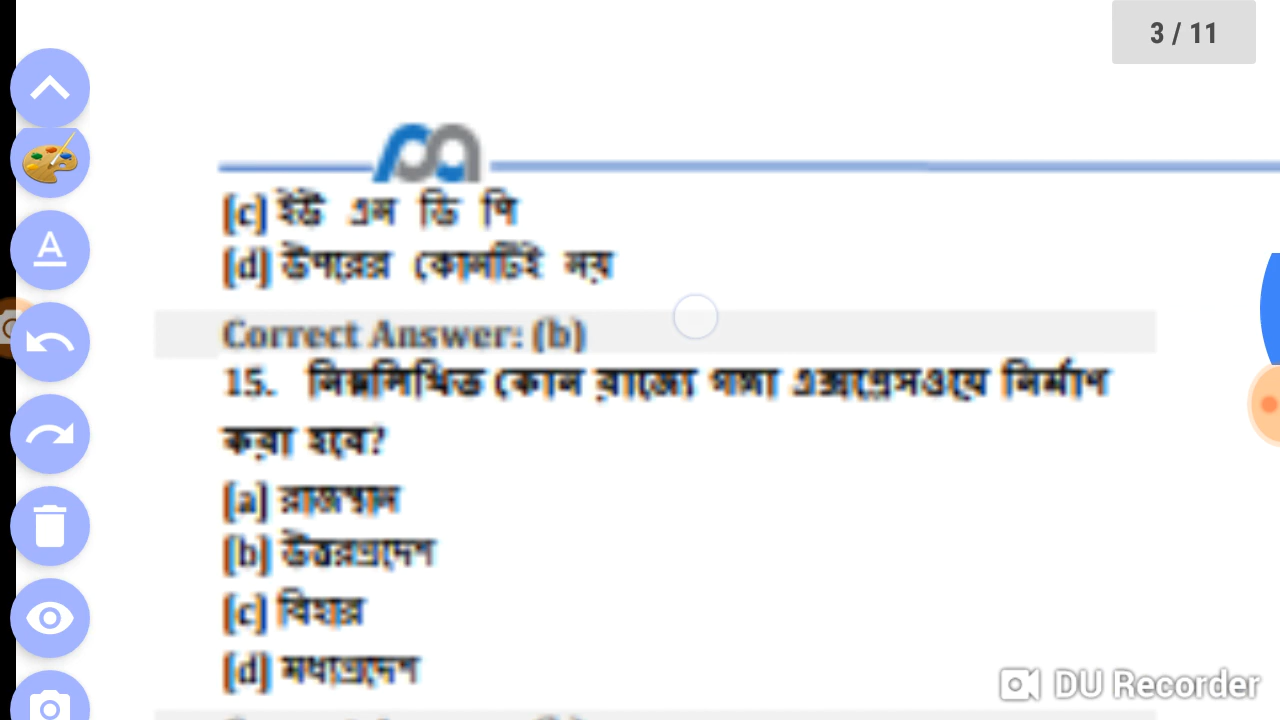 3 / 11
(c) ইউ এন ডি পি
(d) উপরের কোনটিই নয়
Correct Answer: (b)
15. নিম্নলিখিত কোন রাজ্যে গঙ্গা এক্সপ্রেসওয়ে নির্মাণ
করা হবে?
(a) রাজস্থান
(b) উত্তরপ্রদেশ
(c) বিহার
(d) মধ্যপ্রদেশ
DU Recorder